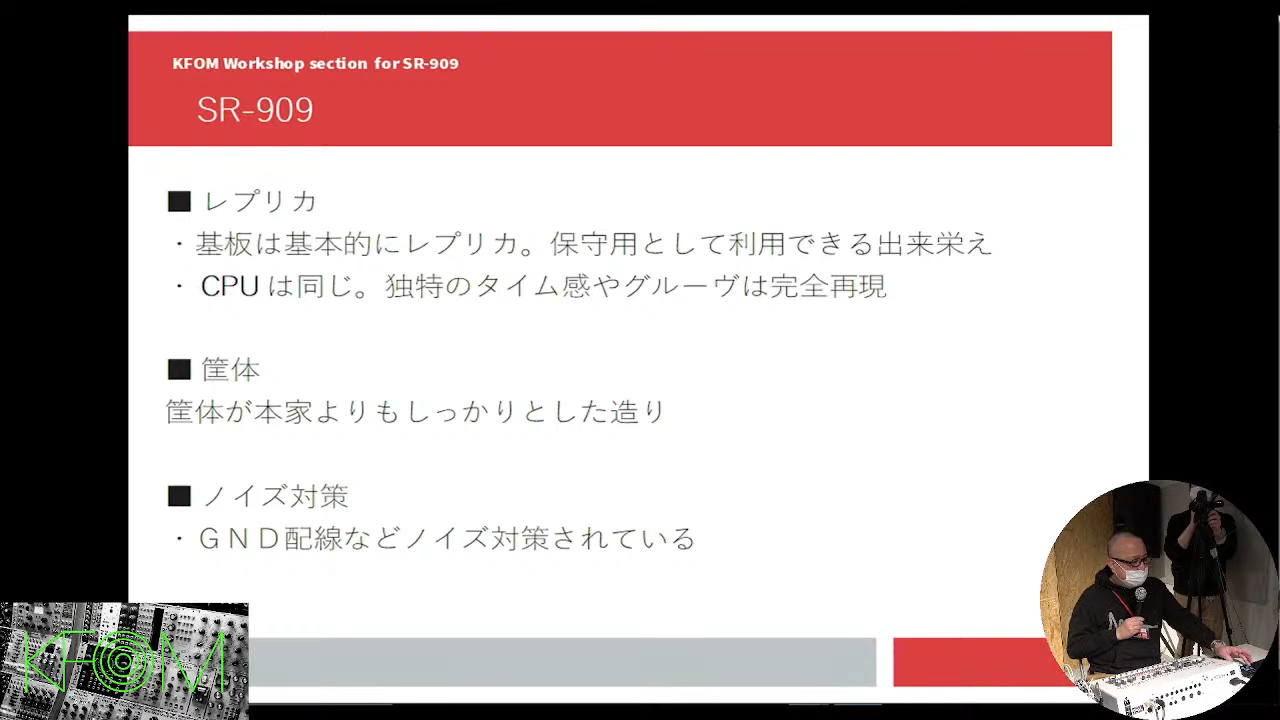 KFOM Workshop section for SR-909
SR-909
■ レプリカ
・基板は基本的にレプリカ。保守用として利用できる出来栄え
・ CPU は同じ。独特のタイム感やグルーヴは完全再現
■ 筐体
筐体が本家よりもしっかりとした造り
■ ノイズ対策
・ＧＮＤ配線などノイズ対策されている
KFOM